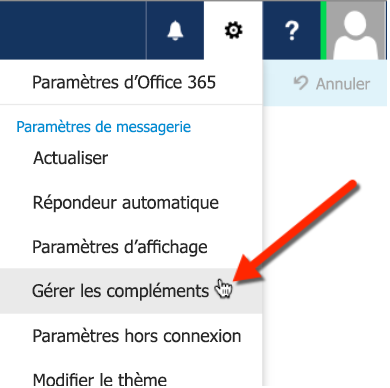 ?
Paramètres d’Office 365
Annuler
Paramètres de messagerie
Actualiser
Répondeur automatique
Paramètres d’affichage
Gérer les compléments
Paramètres hors connexion
Modifier le thème